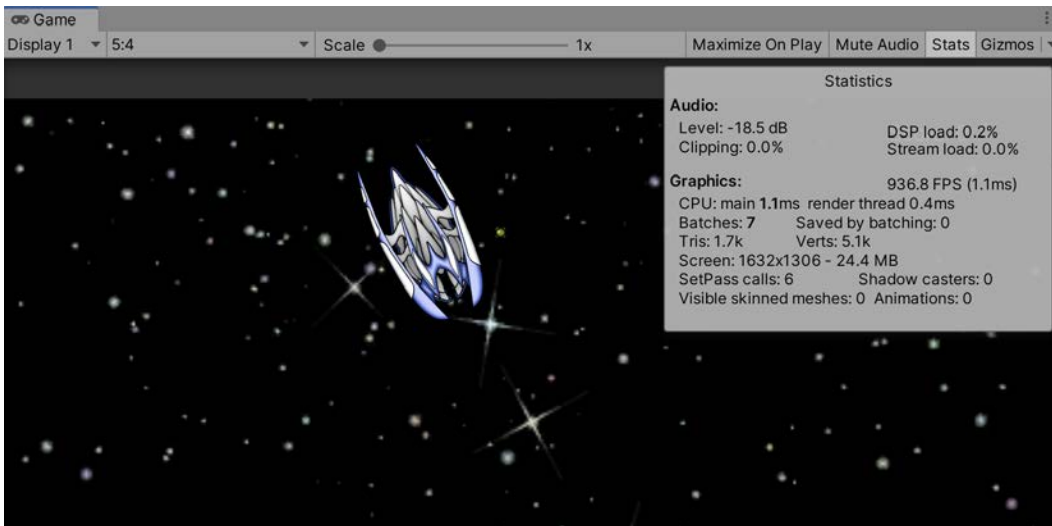 Game
Display 1 5:4 Scale 1x Maximize On Play Mute Audio Stats Gizmos
Statistics
Audio:
Level: -18.5 dB DSP load: 0.2%
Clipping: 0.0% Stream load: 0.0%
Graphics: 936.8 FPS (1.1ms)
CPU: main 1.1ms render thread 0.4ms
Batches: 7 Saved by batching: 0
Tris: 1.7k Verts: 5.1k
Screen: 1632x1306 - 24.4 MB
SetPass calls: 6 Shadow casters: 0
Visible skinned meshes: 0 Animations: 0